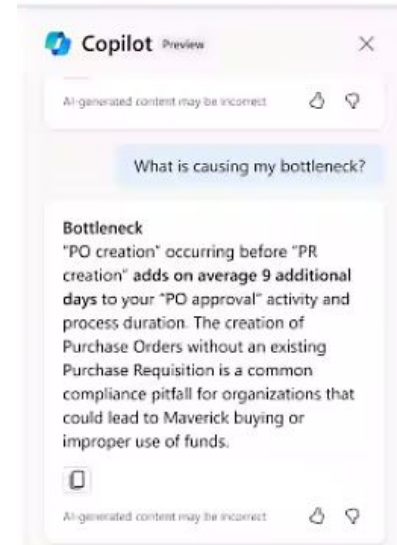 Copilot Preview
AI-generated content may be incorrect
What is causing my bottleneck?
Bottleneck
"PO creation" occurring before "PR
creation" adds on average 9 additional
days to your "PO approval" activity and
process duration. The creation of
Purchase Orders without an existing
Purchase Requisition is a common
compliance pitfall for organizations that
could lead to Maverick buying or
improper use of funds.
AI-generated content may be incorrect